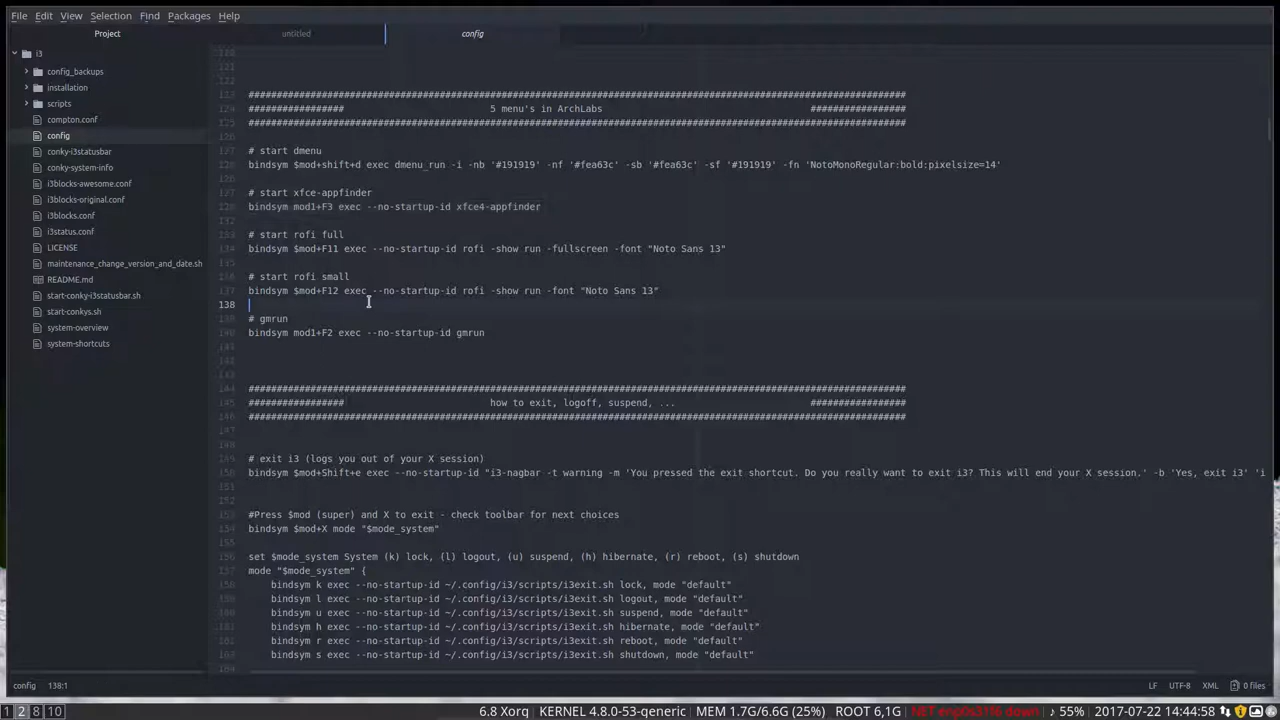 File Edit View Selection Find Packages Help
Project
untitled
config
i3
config_backups
installation
scripts
compton.conf
config
conky-i3statusbar
conky-system-info
i3blocks-awesome.conf
i3blocks-original.conf
i3blocks.conf
i3status.conf
LICENSE
maintenance_change_version_and_date.sh
README.md
start-conky-i3statusbar.sh
start-conkys.sh
system-overview
system-shortcuts
#####################################################################################################################
################# 5 menu's in ArchLabs #################
#####################################################################################################################
# start dmenu
bindsym $mod+shift+d exec dmenu_run -i -nb '#191919' -nf '#fea63c' -sb '#fea63c' -sf '#191919' -fn 'NotoMonoRegular:bold:pixelsize=14'
# start xfce-appfinder
bindsym mod1+F3 exec --no-startup-id xfce4-appfinder
# start rofi full
bindsym $mod+F11 exec --no-startup-id rofi -show run -fullscreen -font "Noto Sans 13"
# start rofi small
bindsym $mod+F12 exec --no-startup-id rofi -show run -font "Noto Sans 13"
138
# gmrun
bindsym mod1+F2 exec --no-startup-id gmrun
#####################################################################################################################
################# how to exit, logoff, suspend, ... #################
#####################################################################################################################
# exit i3 (logs you out of your X session)
bindsym $mod+Shift+e exec --no-startup-id "i3-nagbar -t warning -m 'You pressed the exit shortcut. Do you really want to exit i3? This will end your X session.' -b 'Yes, exit i3' 'i
#Press $mod (super) and X to exit - check toolbar for next choices
bindsym $mod+X mode "$mode_system"
set $mode_system System (k) lock, (l) logout, (u) suspend, (h) hibernate, (r) reboot, (s) shutdown
mode "$mode_system" {
bindsym k exec --no-startup-id ~/.config/i3/scripts/i3exit.sh lock, mode "default"
bindsym l exec --no-startup-id ~/.config/i3/scripts/i3exit.sh logout, mode "default"
bindsym u exec --no-startup-id ~/.config/i3/scripts/i3exit.sh suspend, mode "default"
bindsym h exec --no-startup-id ~/.config/i3/scripts/i3exit.sh hibernate, mode "default"
bindsym r exec --no-startup-id ~/.config/i3/scripts/i3exit.sh reboot, mode "default"
bindsym s exec --no-startup-id ~/.config/i3/scripts/i3exit.sh shutdown, mode "default"
config 138:1 LF UTF-8 XML 0 files
1 2 8 10 6.8 Xorg KERNEL 4.8.0-53-generic MEM 1.7G/6.6G (25%) ROOT 6,1G NET enp0s31f6 down 55% 2017-07-22 14:44:58